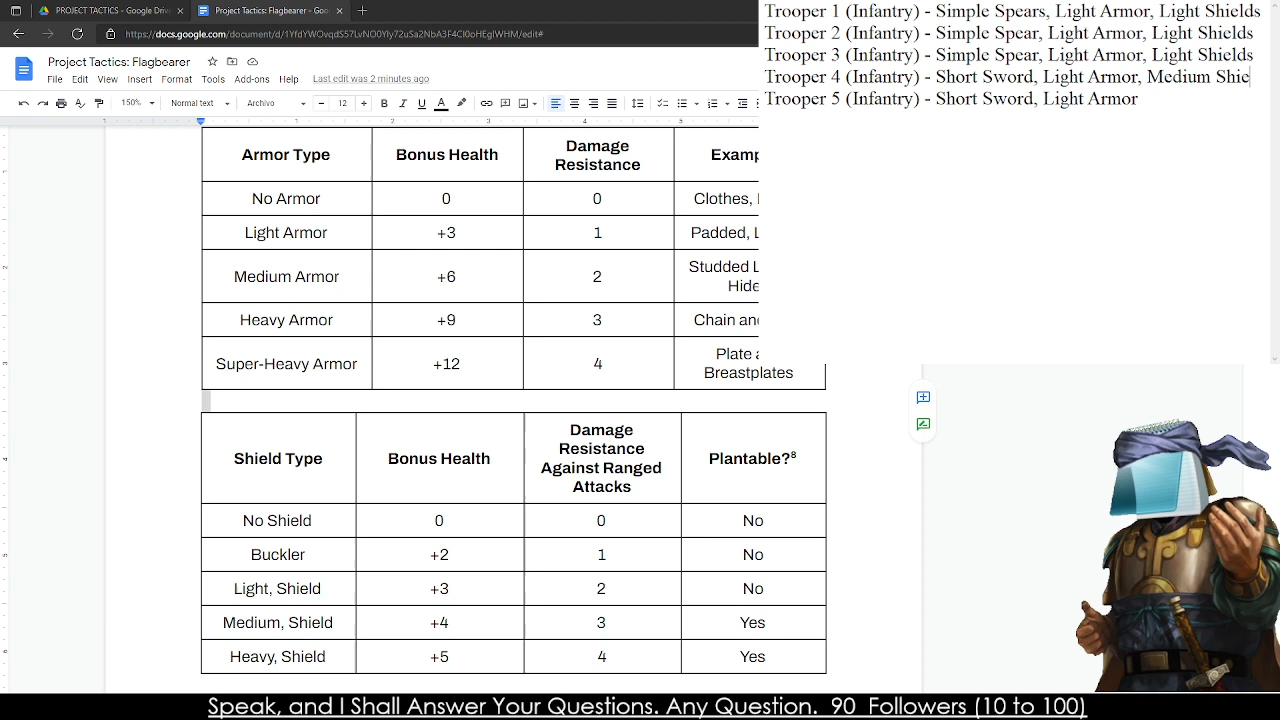 PROJECT TACTICS - Google Drive
Project Tactics: Flagbearer - Goo
https://docs.google.com/document/d/1YfdYWOvqdS57LvNO0Yly72uSa2NbA3F4Cl0oHEglWHM/edit#
Project Tactics: Flagbearer
File Edit View Insert Format Tools Add-ons Help Last edit was 2 minutes ago
150% Normal text Archivo 12 B I U A
Trooper 1 (Infantry) - Simple Spears, Light Armor, Light Shields
Trooper 2 (Infantry) - Simple Spear, Light Armor, Light Shields
Trooper 3 (Infantry) - Simple Spear, Light Armor, Light Shields
Trooper 4 (Infantry) - Short Sword, Light Armor, Medium Shie
Trooper 5 (Infantry) - Short Sword, Light Armor
Armor Type Bonus Health Damage Resistance Examp
No Armor 0 0 Clothes,
Light Armor +3 1 Padded, L
Medium Armor +6 2 Studded L Hide
Heavy Armor +9 3 Chain and
Super-Heavy Armor +12 4 Plate a Breastplates
Shield Type Bonus Health Damage Resistance Against Ranged Attacks Plantable?⁸
No Shield 0 0 No
Buckler +2 1 No
Light, Shield +3 2 No
Medium, Shield +4 3 Yes
Heavy, Shield +5 4 Yes
Speak, and I Shall Answer Your Questions. Any Question. 90 Followers (10 to 100)